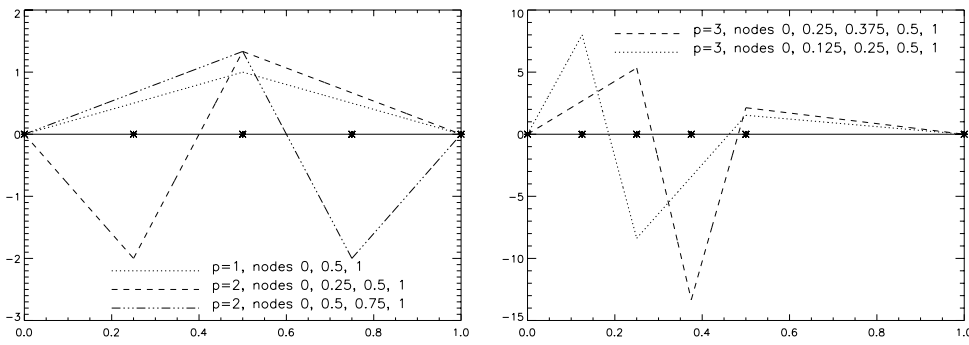 2
1
0
-1
-2
-3
0.0 0.2 0.4 0.6 0.8 1.0
p=1, nodes 0, 0.5, 1
p=2, nodes 0, 0.25, 0.5, 1
p=2, nodes 0, 0.5, 0.75, 1
10
5
0
-5
-10
-15
0.0 0.2 0.4 0.6 0.8 1.0
p=3, nodes 0, 0.25, 0.375, 0.5, 1
p=3, nodes 0, 0.125, 0.25, 0.5, 1